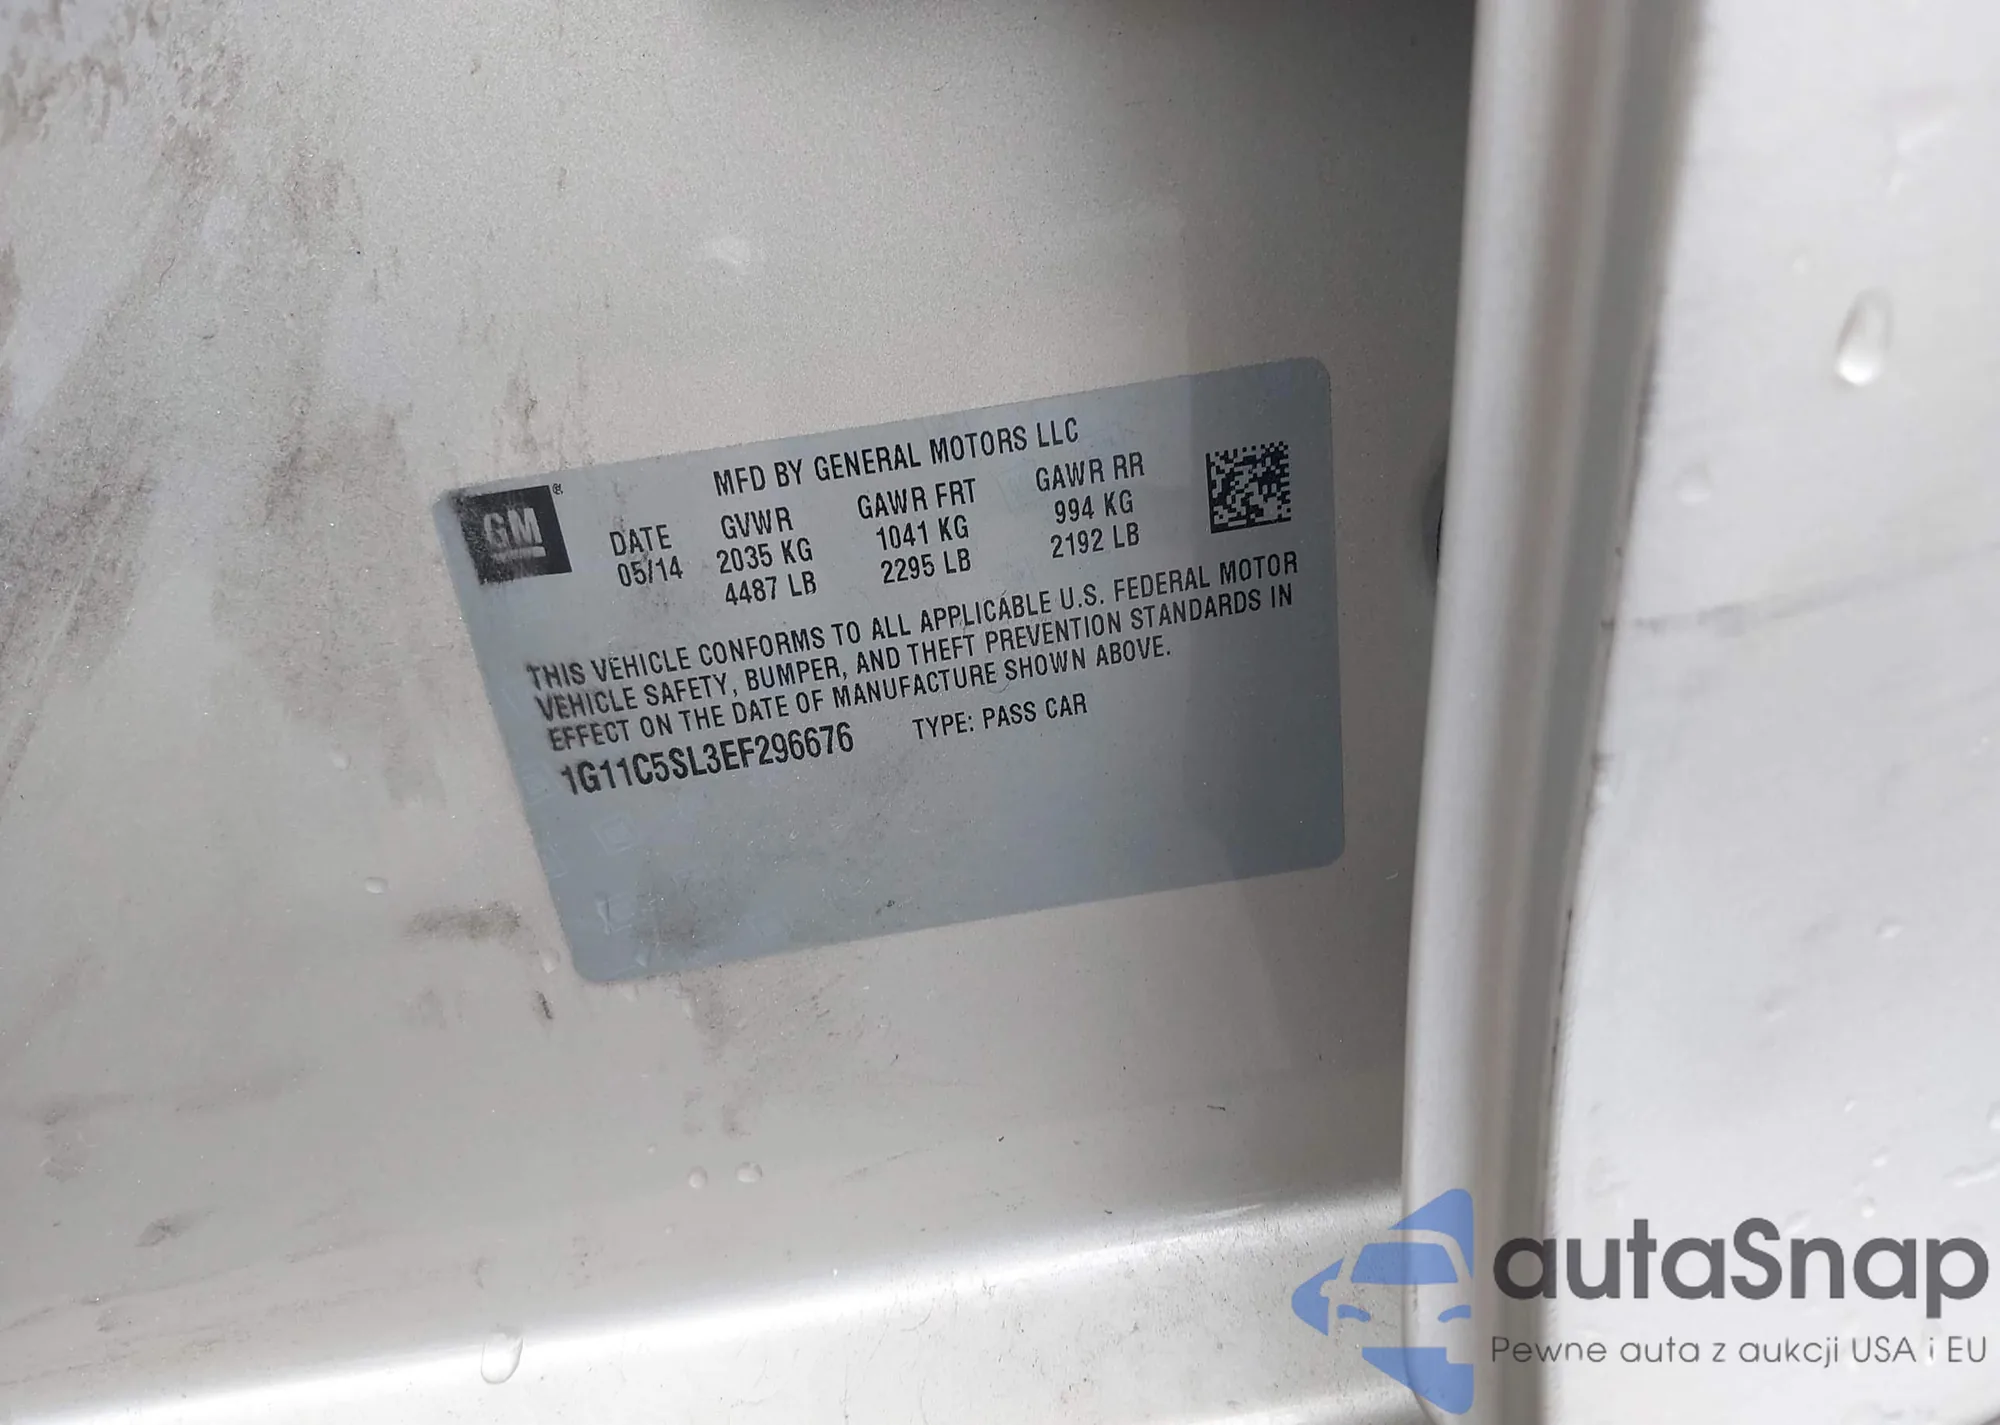 MFD BY GENERAL MOTORS LLC
GM®
DATE GVWR GAWR FRT GAWR RR
05/14 2035 KG 1041 KG 994 KG
4487 LB 2295 LB 2192 LB
THIS VEHICLE CONFORMS TO ALL APPLICABLE U.S. FEDERAL MOTOR
VEHICLE SAFETY, BUMPER, AND THEFT PREVENTION STANDARDS IN
EFFECT ON THE DATE OF MANUFACTURE SHOWN ABOVE.
1G11C5SL3EF296676 TYPE: PASS CAR
autaSnap
Pewne auta z aukcji USA i EU